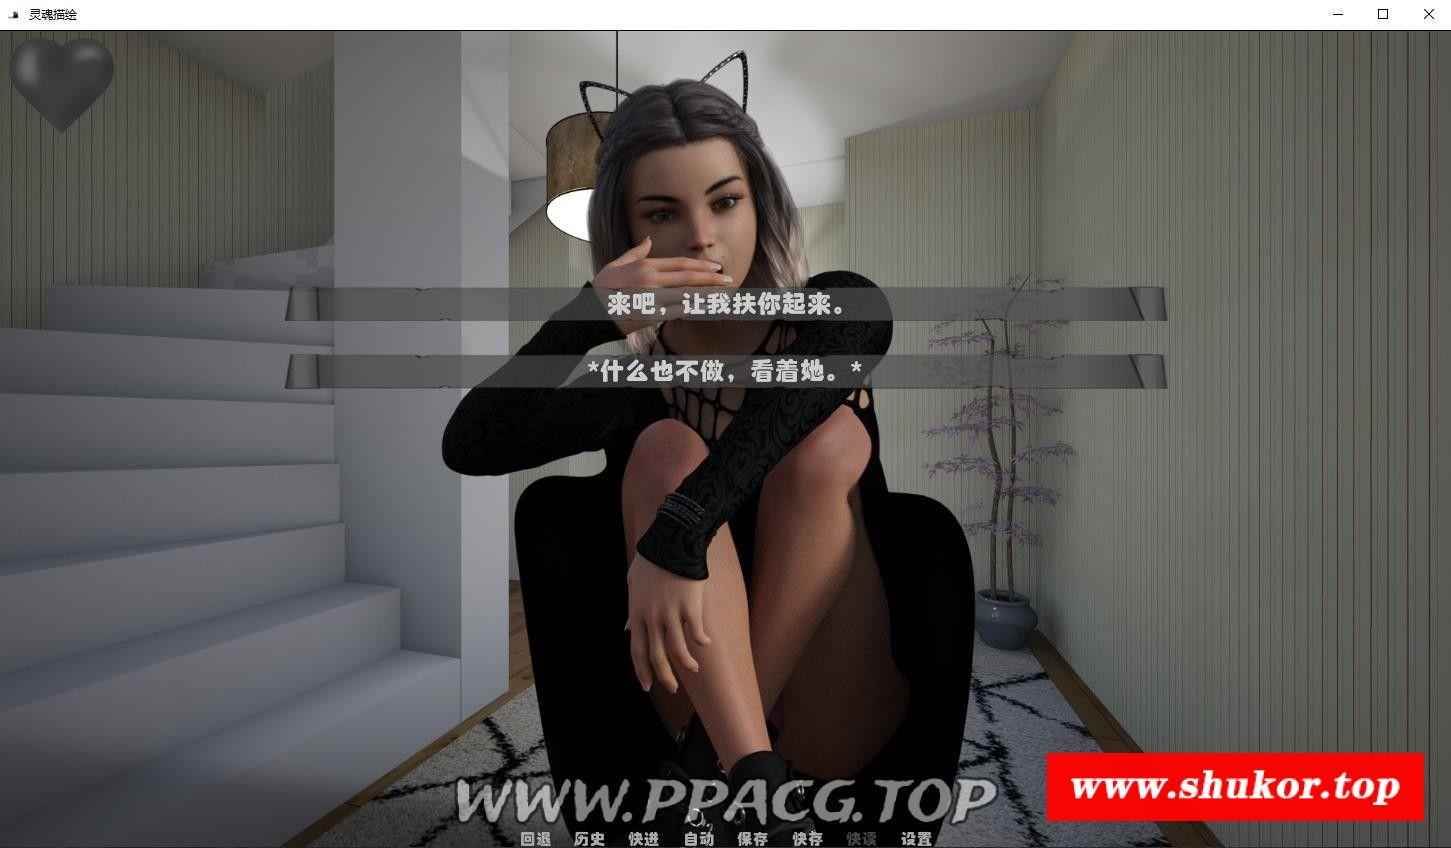 灵魂描绘
来吧，让我扶你起来。
*什么也不做，看着她。*
www.shukor.top
WWW.PPACG.TOP
回退 历史 快进 自动 保存 快存 快读 设置